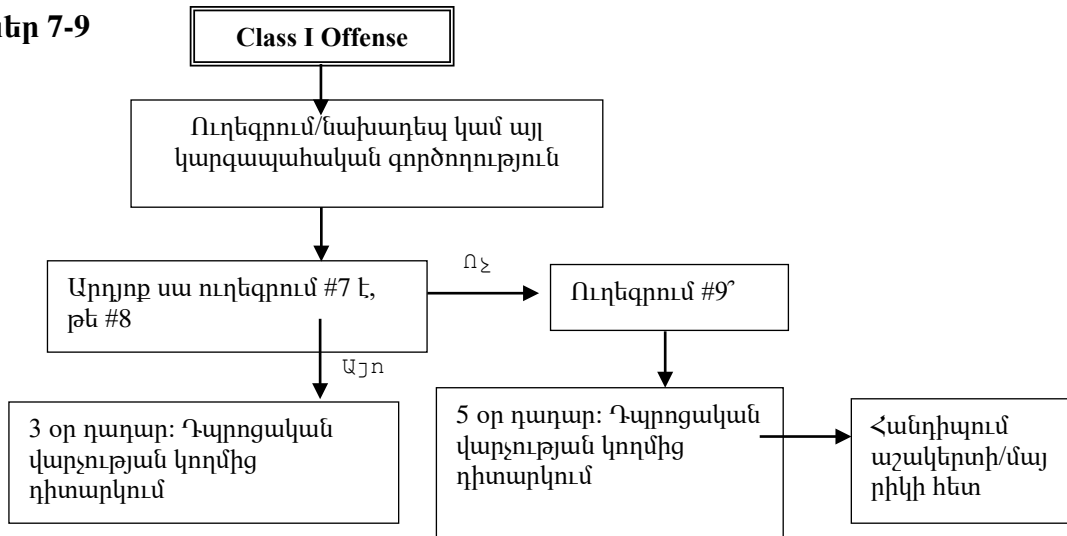 7-9
Class I Offense
Ուղեգրում/նախադեպ կամ այլ
կարգապահական գործողություն
Արդյոք սա ուղեգրում #7 է,
թե #8
Ոչ
Ուղեգրում #9՞
Այո
3 օր դադար: Դպրոցական
վարչության կողմից
դիտարկում
5 օր դադար: Դպրոցական
վարչության կողմից
դիտարկում
Հանդիպում
աշակերտի/մայ
րիկի հետ